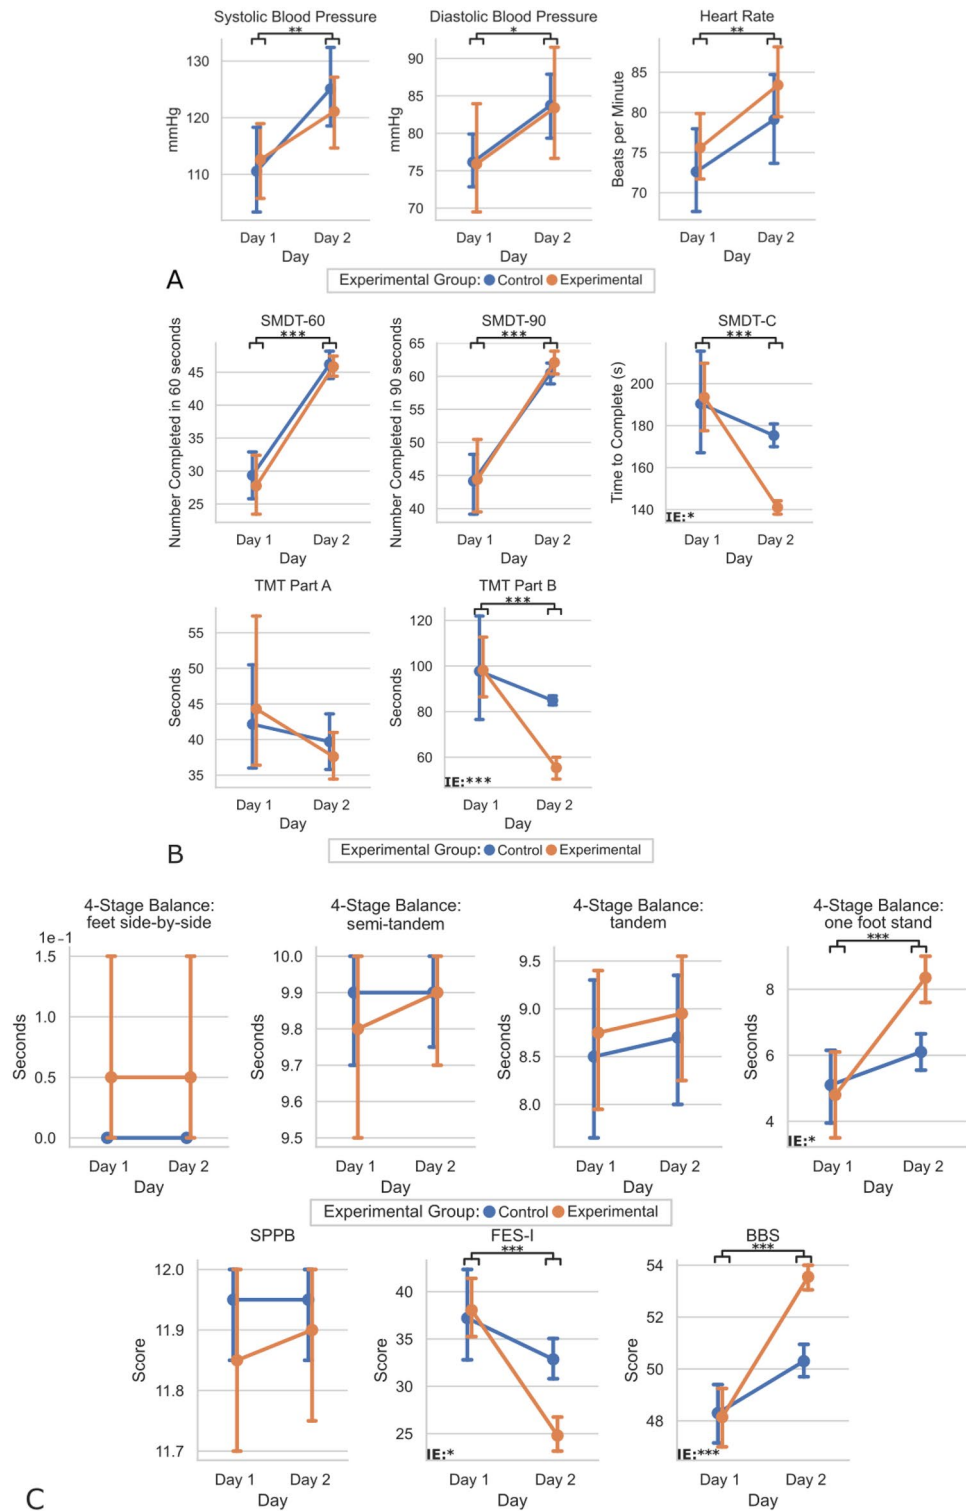 Systolic Blood Pressure
**
mmHg
130
120
110
Day 1 Day 2
Day
Diastolic Blood Pressure
*
mmHg
90
85
80
75
70
Day 1 Day 2
Day
Heart Rate
**
Beats per Minute
85
80
75
70
Day 1 Day 2
Day
A
Experimental Group: Control Experimental
SMDT-60
***
Number Completed in 60 seconds
45
40
35
30
25
Day 1 Day 2
Day
SMDT-90
***
Number Completed in 90 seconds
65
60
55
50
45
40
Day 1 Day 2
Day
SMDT-C
***
Time to Complete (s)
200
180
160
140
IE:*
Day 1 Day 2
Day
TMT Part A
Seconds
55
50
45
40
35
Day 1 Day 2
Day
TMT Part B
***
Seconds
120
100
80
60
IE:***
Day 1 Day 2
Day
B
Experimental Group: Control Experimental
4-Stage Balance:
feet side-by-side
1e−1
Seconds
1.5
1.0
0.5
0.0
Day 1 Day 2
Day
4-Stage Balance:
semi-tandem
Seconds
10.0
9.9
9.8
9.7
9.6
9.5
Day 1 Day 2
Day
4-Stage Balance:
tandem
Seconds
9.5
9.0
8.5
8.0
Day 1 Day 2
Day
4-Stage Balance:
one foot stand
***
Seconds
8
6
4
IE:*
Day 1 Day 2
Day
Experimental Group: Control Experimental
SPPB
Score
12.0
11.9
11.8
11.7
Day 1 Day 2
Day
FES-I
***
Score
40
35
30
25
IE:*
Day 1 Day 2
Day
BBS
***
Score
54
52
50
48
IE:***
Day 1 Day 2
Day
C